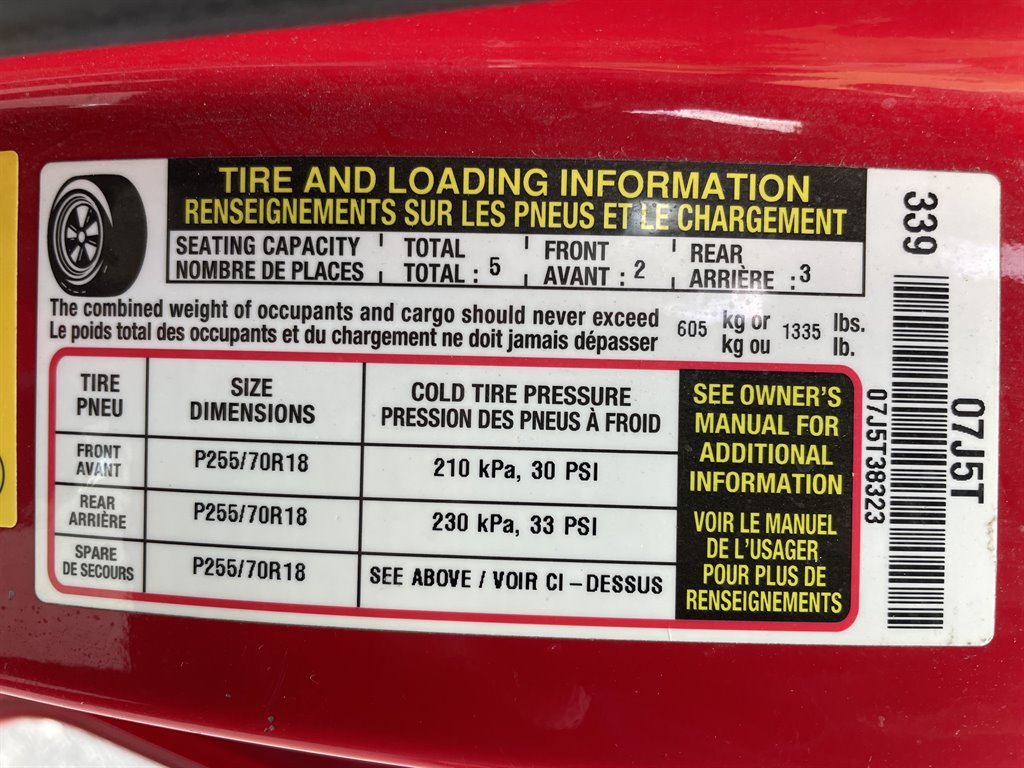 TIRE AND LOADING INFORMATION
RENSEIGNEMENTS SUR LES PNEUS ET LE CHARGEMENT
SEATING CAPACITY TOTAL FRONT REAR
NOMBRE DE PLACES TOTAL : 5 AVANT : 2 ARRIÈRE : 3
The combined weight of occupants and cargo should never exceed 605 kg or 1335 lbs.
Le poids total des occupants et du chargement ne doit jamais dépasser kg ou lb.
TIRE SIZE COLD TIRE PRESSURE
PNEU DIMENSIONS PRESSION DES PNEUS À FROID
FRONT
AVANT P255/70R18 210 kPa, 30 PSI
REAR
ARRIÈRE P255/70R18 230 kPa, 33 PSI
SPARE
DE SECOURS P255/70R18 SEE ABOVE / VOIR CI-DESSUS
SEE OWNER'S
MANUAL FOR
ADDITIONAL
INFORMATION
VOIR LE MANUEL
DE L'USAGER
POUR PLUS DE
RENSEIGNEMENTS
339
07J5T38323
07J5T